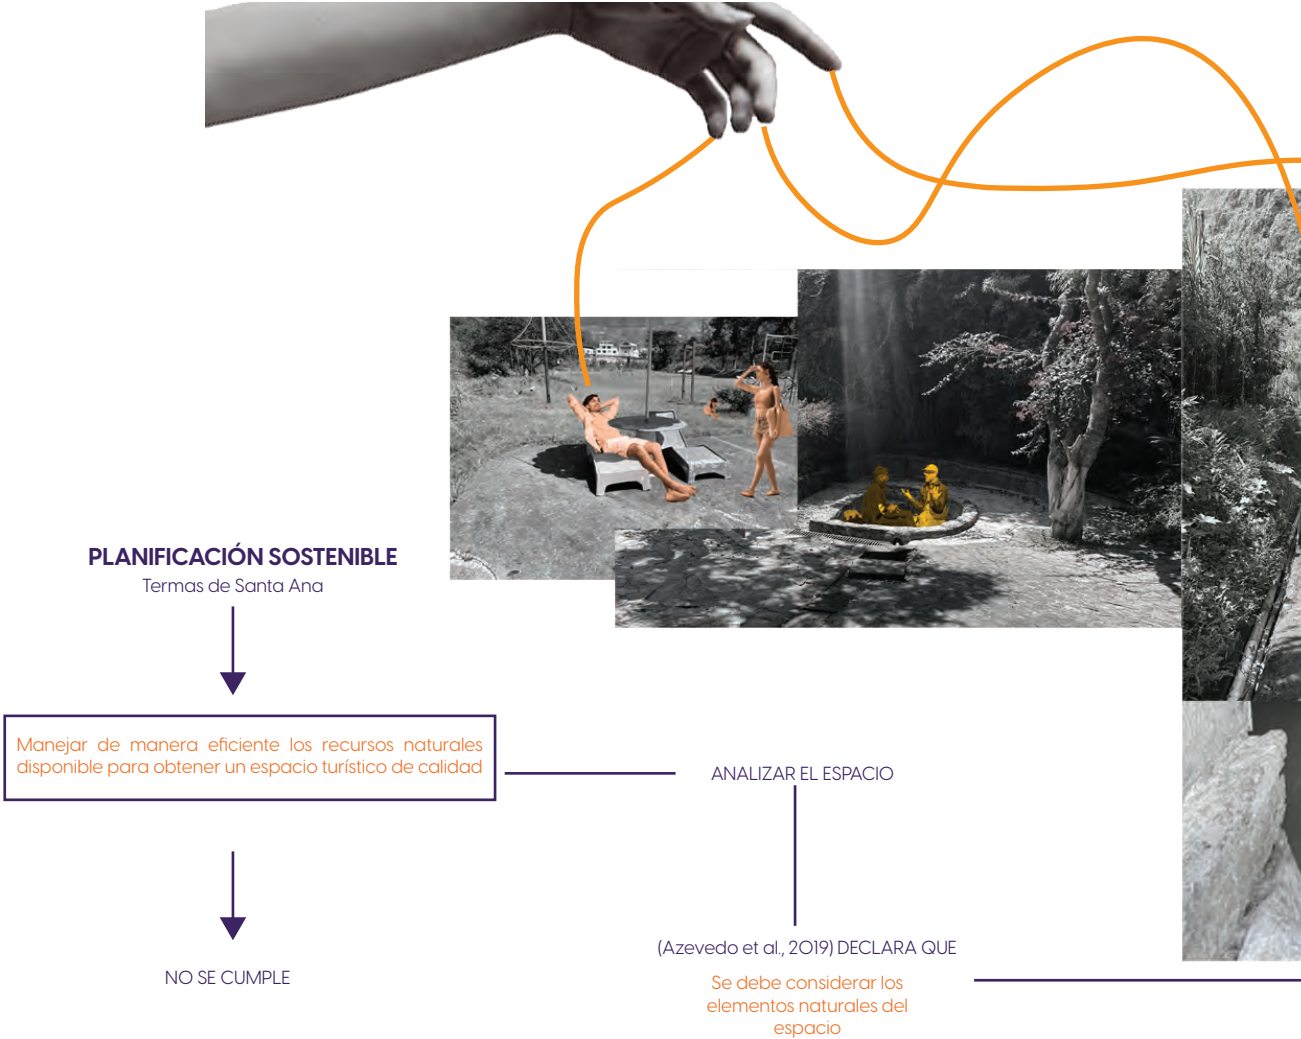 PLANIFICACIÓN SOSTENIBLE
Termas de Santa Ana
Manejar de manera eficiente los recursos naturales
disponible para obtener un espacio turístico de calidad
ANALIZAR EL ESPACIO
(Azevedo et al., 2019) DECLARA QUE
NO SE CUMPLE
Se debe considerar los
elementos naturales del
espacio